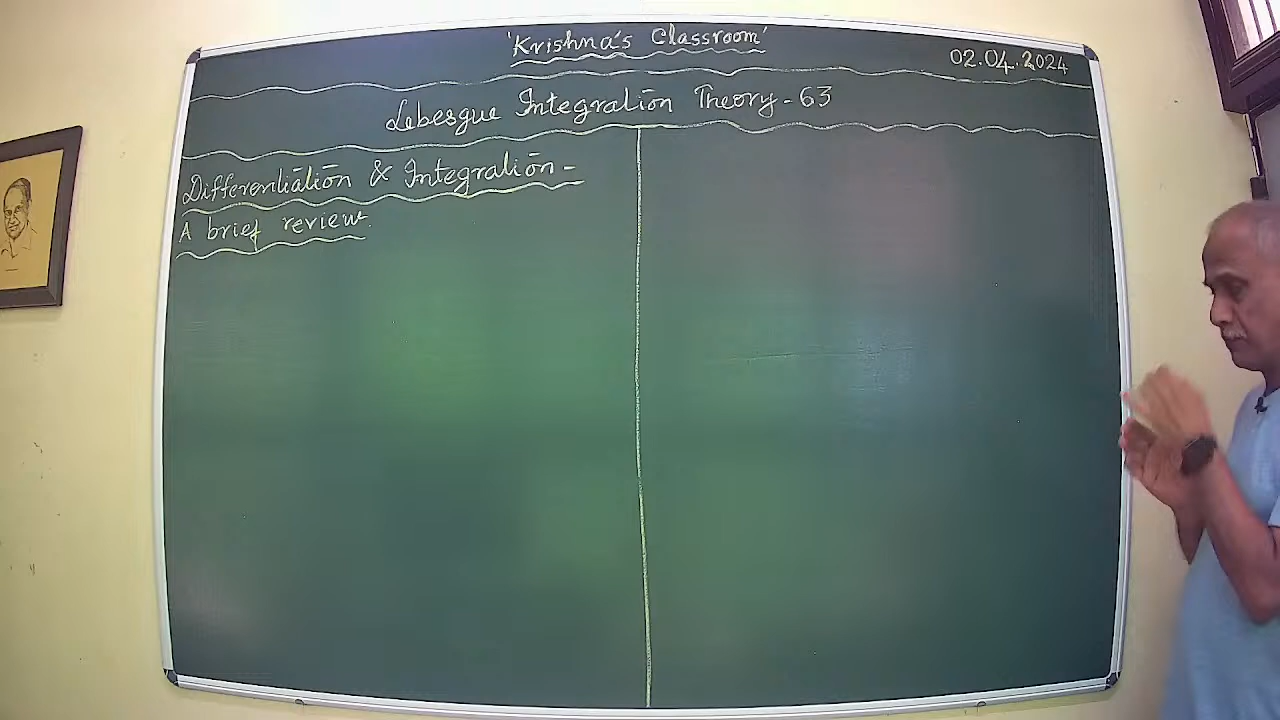 'Krishna's Classroom'
02.04.2024
Lebesgue Integration Theory - 63
Differentiation & Integration -
A brief review.